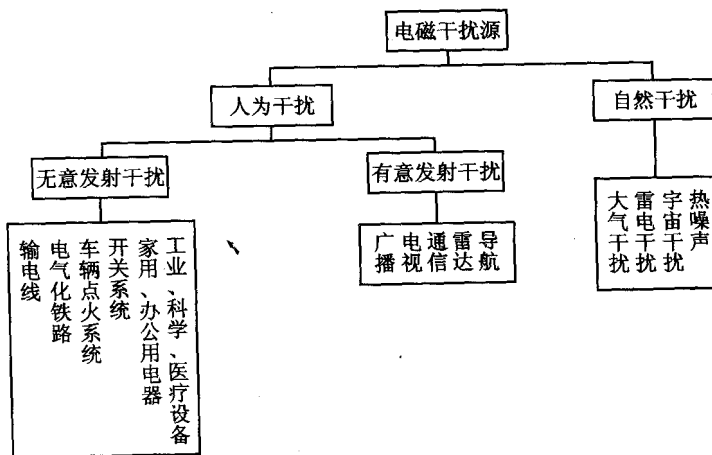 电磁干扰源
人为干扰
自然干扰
无意发射干扰
有意发射干扰
输电线
电气化铁路
车辆点火系统
开关系统
家用、办公用电器
工业、科学、医疗设备
广播
电视
通信
雷达
导航
大气干扰
雷电干扰
宇宙干扰
热噪声